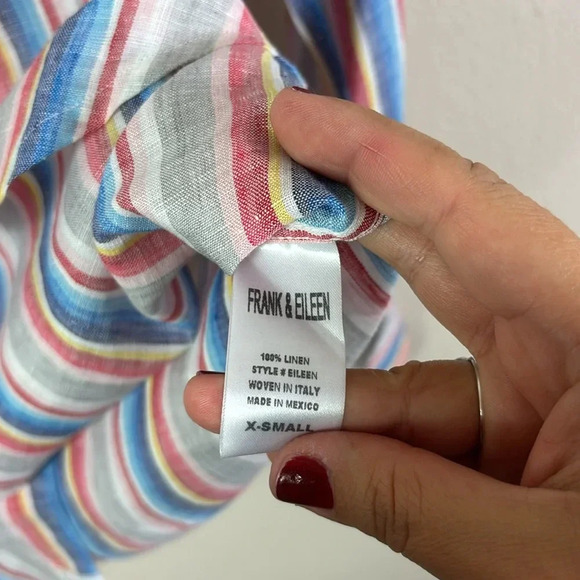 FRANK & EILEEN
100% LINEN
STYLE # EILEEN
WOVEN IN ITALY
MADE IN MEXICO
X-SMALL